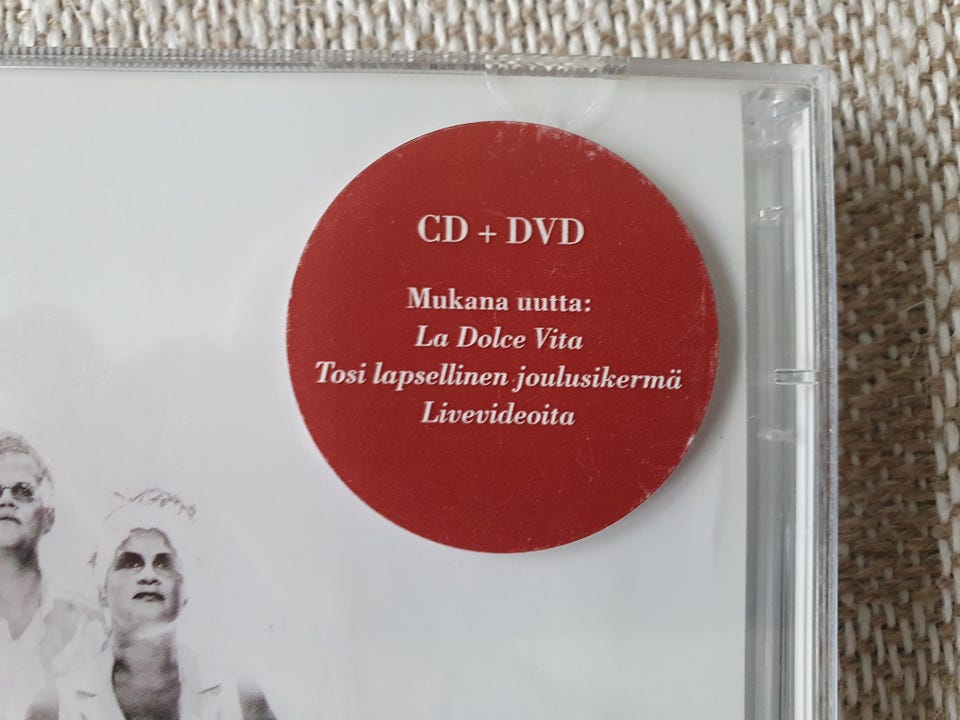 CD + DVD
Mukana uutta:
La Dolce Vita
Tosi lapsellinen joulusikermä
Livevideoita